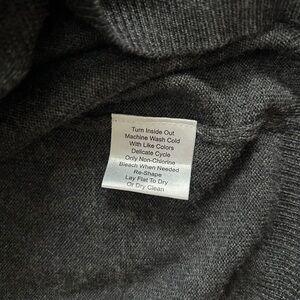 Turn Inside Out
Machine Wash Cold
With Like Colors
Delicate Cycle
Only Non-Chlorine
Bleach When Needed
Re-Shape
Lay Flat To Dry
Or Dry Clean